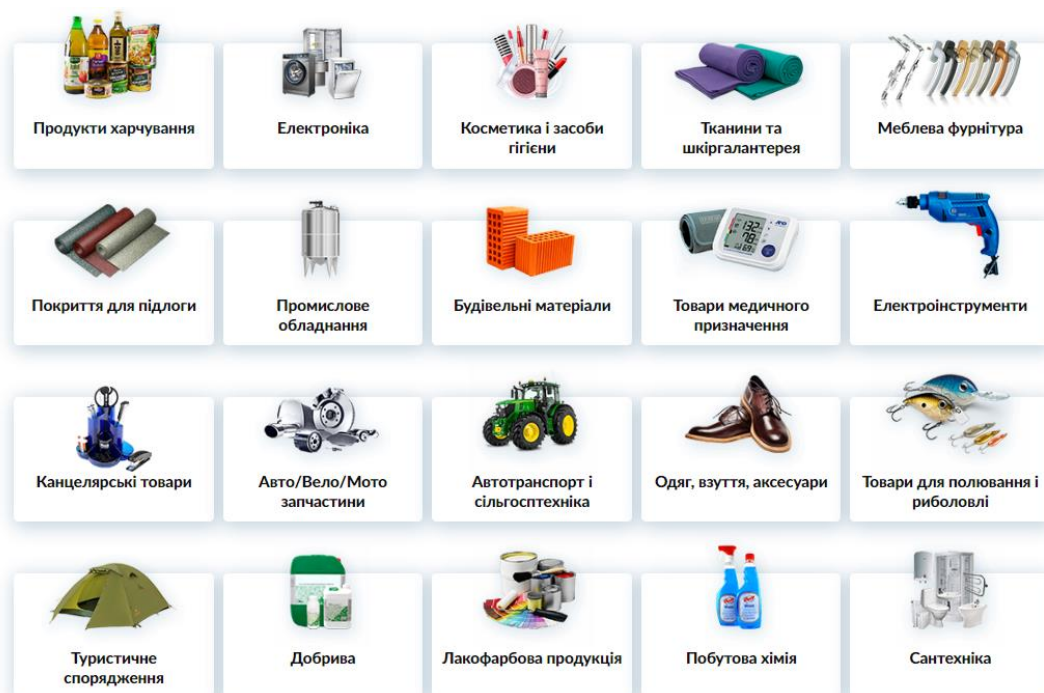 Продукти харчування
Електроніка
Косметика і засоби
гігієни
Тканини та
шкіргалантерея
Меблева фурнітура
Покриття для підлоги
Промислове
обладнання
Будівельні матеріали
Товари медичного
призначення
Електроінструменти
Канцелярські товари
Авто/Вело/Мото
запчастини
Автотранспорт і
сільгосптехніка
Одяг, взуття, аксесуари
Товари для полювання і
риболовлі
Туристичне
спорядження
Добрива
Лакофарбова продукція
Побутова хімія
Сантехніка